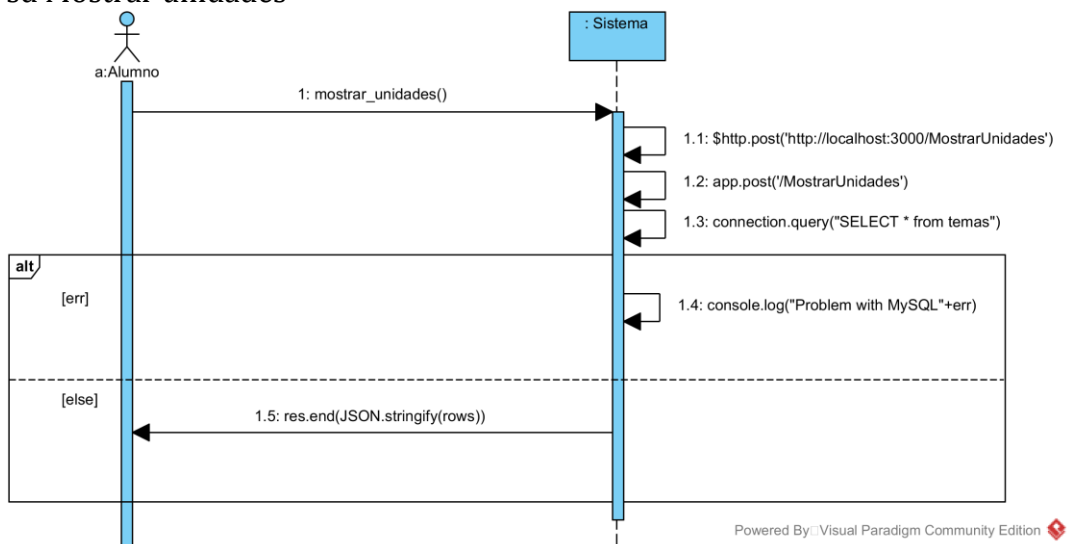 sd Mostrar unidades
: Sistema
a:Alumno
1: mostrar_unidades()
1.1: $http.post('http://localhost:3000/MostrarUnidades')
1.2: app.post('/MostrarUnidades')
1.3: connection.query("SELECT * from temas")
alt
[err]
1.4: console.log("Problem with MySQL"+err)
[else]
1.5: res.end(JSON.stringify(rows))
Powered By Visual Paradigm Community Edition